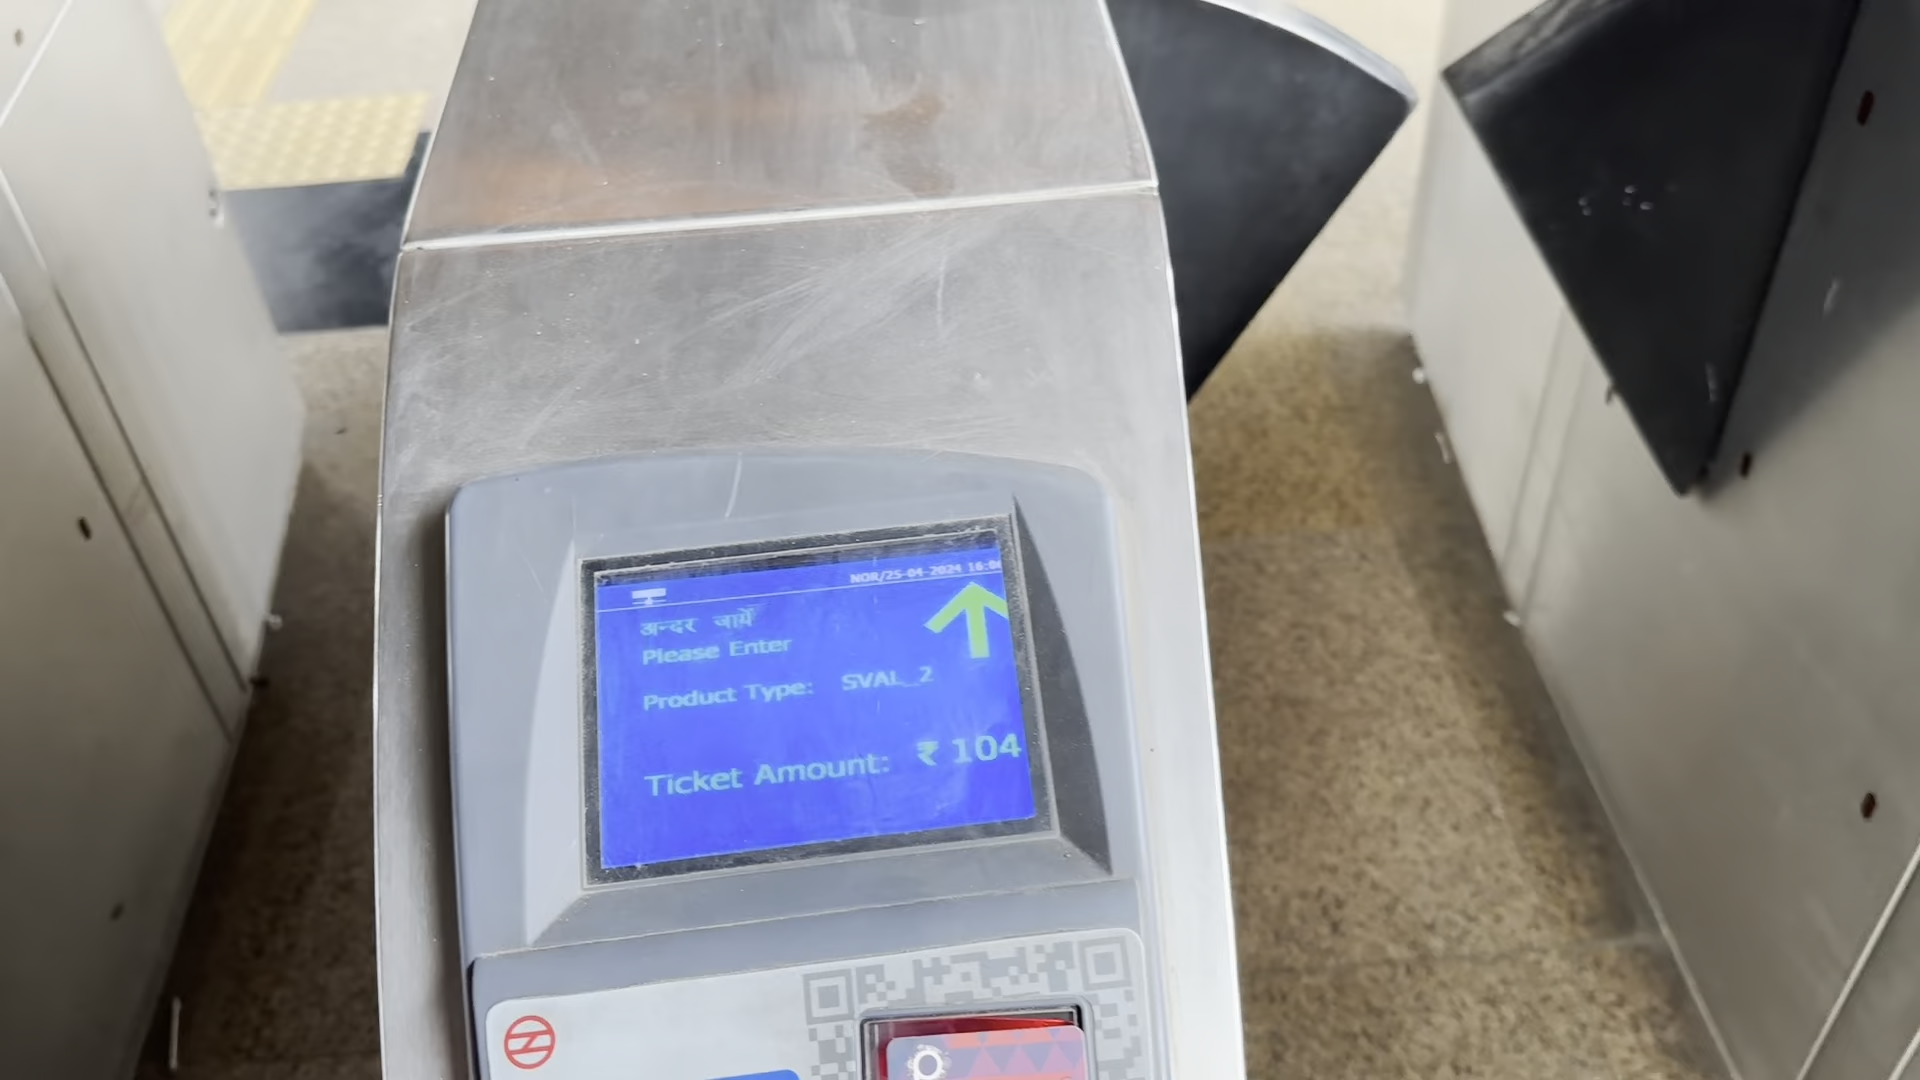 NOR/25-04-2024 16:0
अन्दर जायें
Please Enter
Product Type: SVAL_2
Ticket Amount: ₹ 104